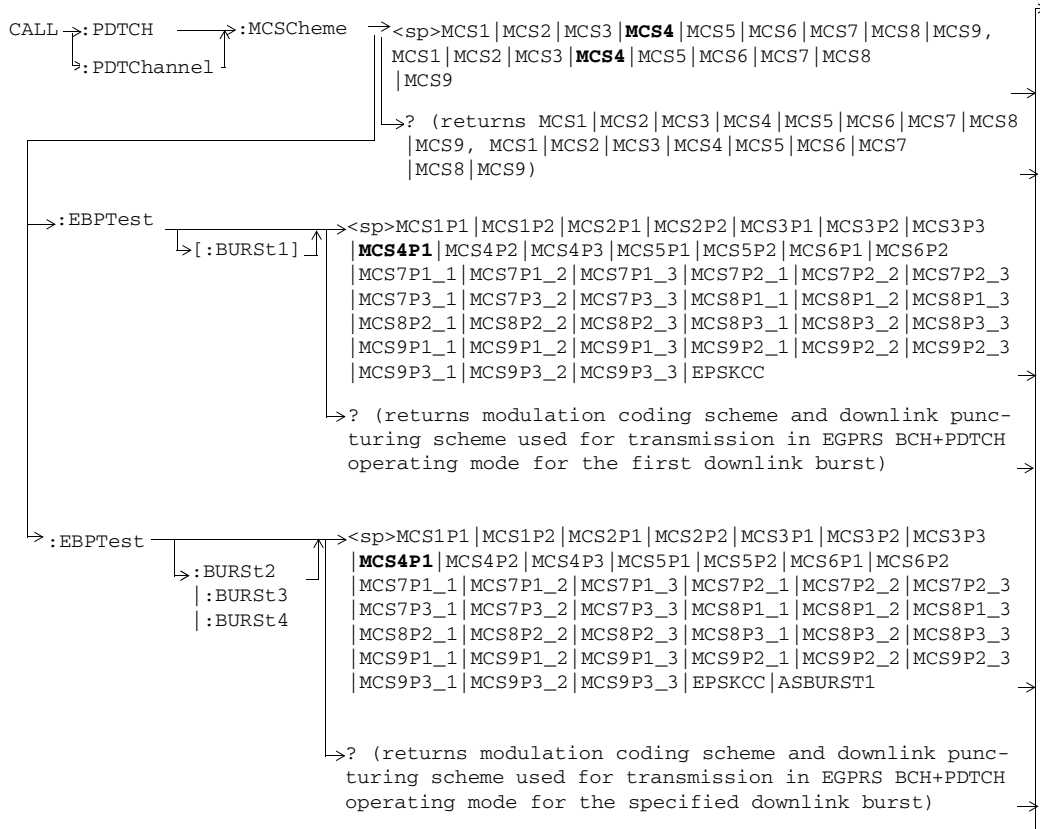 CALL :PDTCH :MCSCheme <sp>MCS1|MCS2|MCS3|MCS4|MCS5|MCS6|MCS7|MCS8|MCS9,
:PDTChannel MCS1|MCS2|MCS3|MCS4|MCS5|MCS6|MCS7|MCS8
|MCS9
? (returns MCS1|MCS2|MCS3|MCS4|MCS5|MCS6|MCS7|MCS8
|MCS9, MCS1|MCS2|MCS3|MCS4|MCS5|MCS6|MCS7
|MCS8|MCS9)
:EBPTest <sp>MCS1P1|MCS1P2|MCS2P1|MCS2P2|MCS3P1|MCS3P2|MCS3P3
[:BURSt1] |MCS4P1|MCS4P2|MCS4P3|MCS5P1|MCS5P2|MCS6P1|MCS6P2
|MCS7P1_1|MCS7P1_2|MCS7P1_3|MCS7P2_1|MCS7P2_2|MCS7P2_3
|MCS7P3_1|MCS7P3_2|MCS7P3_3|MCS8P1_1|MCS8P1_2|MCS8P1_3
|MCS8P2_1|MCS8P2_2|MCS8P2_3|MCS8P3_1|MCS8P3_2|MCS8P3_3
|MCS9P1_1|MCS9P1_2|MCS9P1_3|MCS9P2_1|MCS9P2_2|MCS9P2_3
|MCS9P3_1|MCS9P3_2|MCS9P3_3|EPSKCC
? (returns modulation coding scheme and downlink punc-
turing scheme used for transmission in EGPRS BCH+PDTCH
operating mode for the first downlink burst)
:EBPTest <sp>MCS1P1|MCS1P2|MCS2P1|MCS2P2|MCS3P1|MCS3P2|MCS3P3
|MCS4P1|MCS4P2|MCS4P3|MCS5P1|MCS5P2|MCS6P1|MCS6P2
:BURSt2 |MCS7P1_1|MCS7P1_2|MCS7P1_3|MCS7P2_1|MCS7P2_2|MCS7P2_3
|:BURSt3 |MCS7P3_1|MCS7P3_2|MCS7P3_3|MCS8P1_1|MCS8P1_2|MCS8P1_3
|:BURSt4 |MCS8P2_1|MCS8P2_2|MCS8P2_3|MCS8P3_1|MCS8P3_2|MCS8P3_3
|MCS9P1_1|MCS9P1_2|MCS9P1_3|MCS9P2_1|MCS9P2_2|MCS9P2_3
|MCS9P3_1|MCS9P3_2|MCS9P3_3|EPSKCC|ASBURST1
? (returns modulation coding scheme and downlink punc-
turing scheme used for transmission in EGPRS BCH+PDTCH
operating mode for the specified downlink burst)